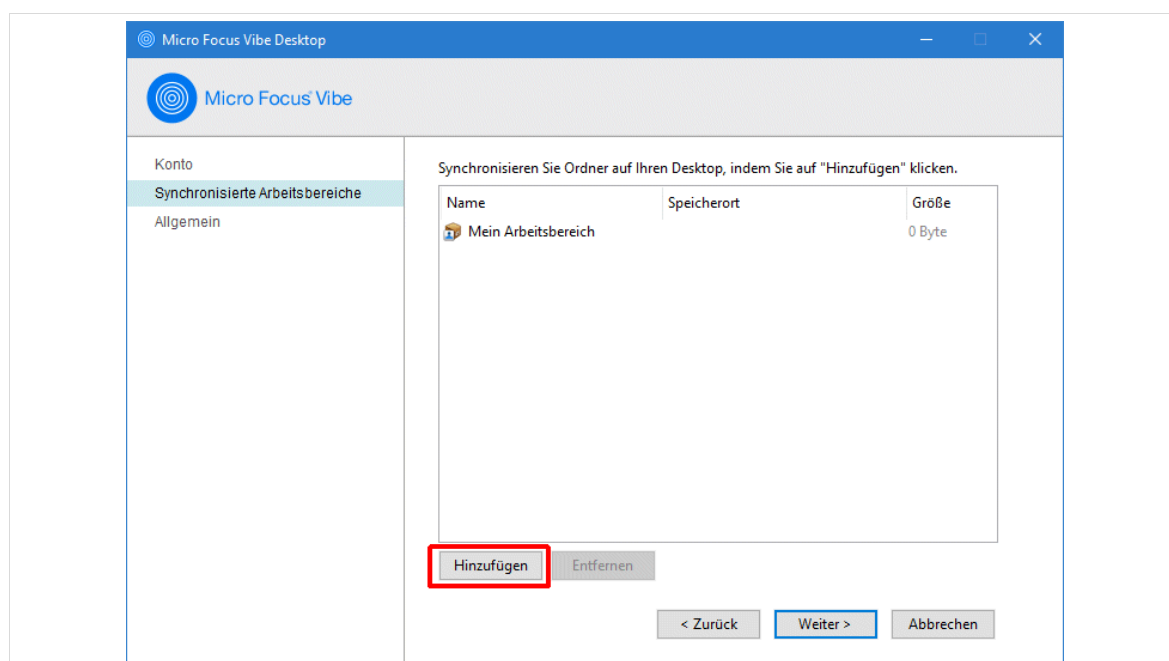 Micro Focus Vibe Desktop
Micro Focus® Vibe
Konto
Synchronisierte Arbeitsbereiche
Allgemein
Synchronisieren Sie Ordner auf Ihren Desktop, indem Sie auf "Hinzufügen" klicken.
Name Speicherort Größe
Mein Arbeitsbereich 0 Byte
Hinzufügen Entfernen
< Zurück Weiter > Abbrechen